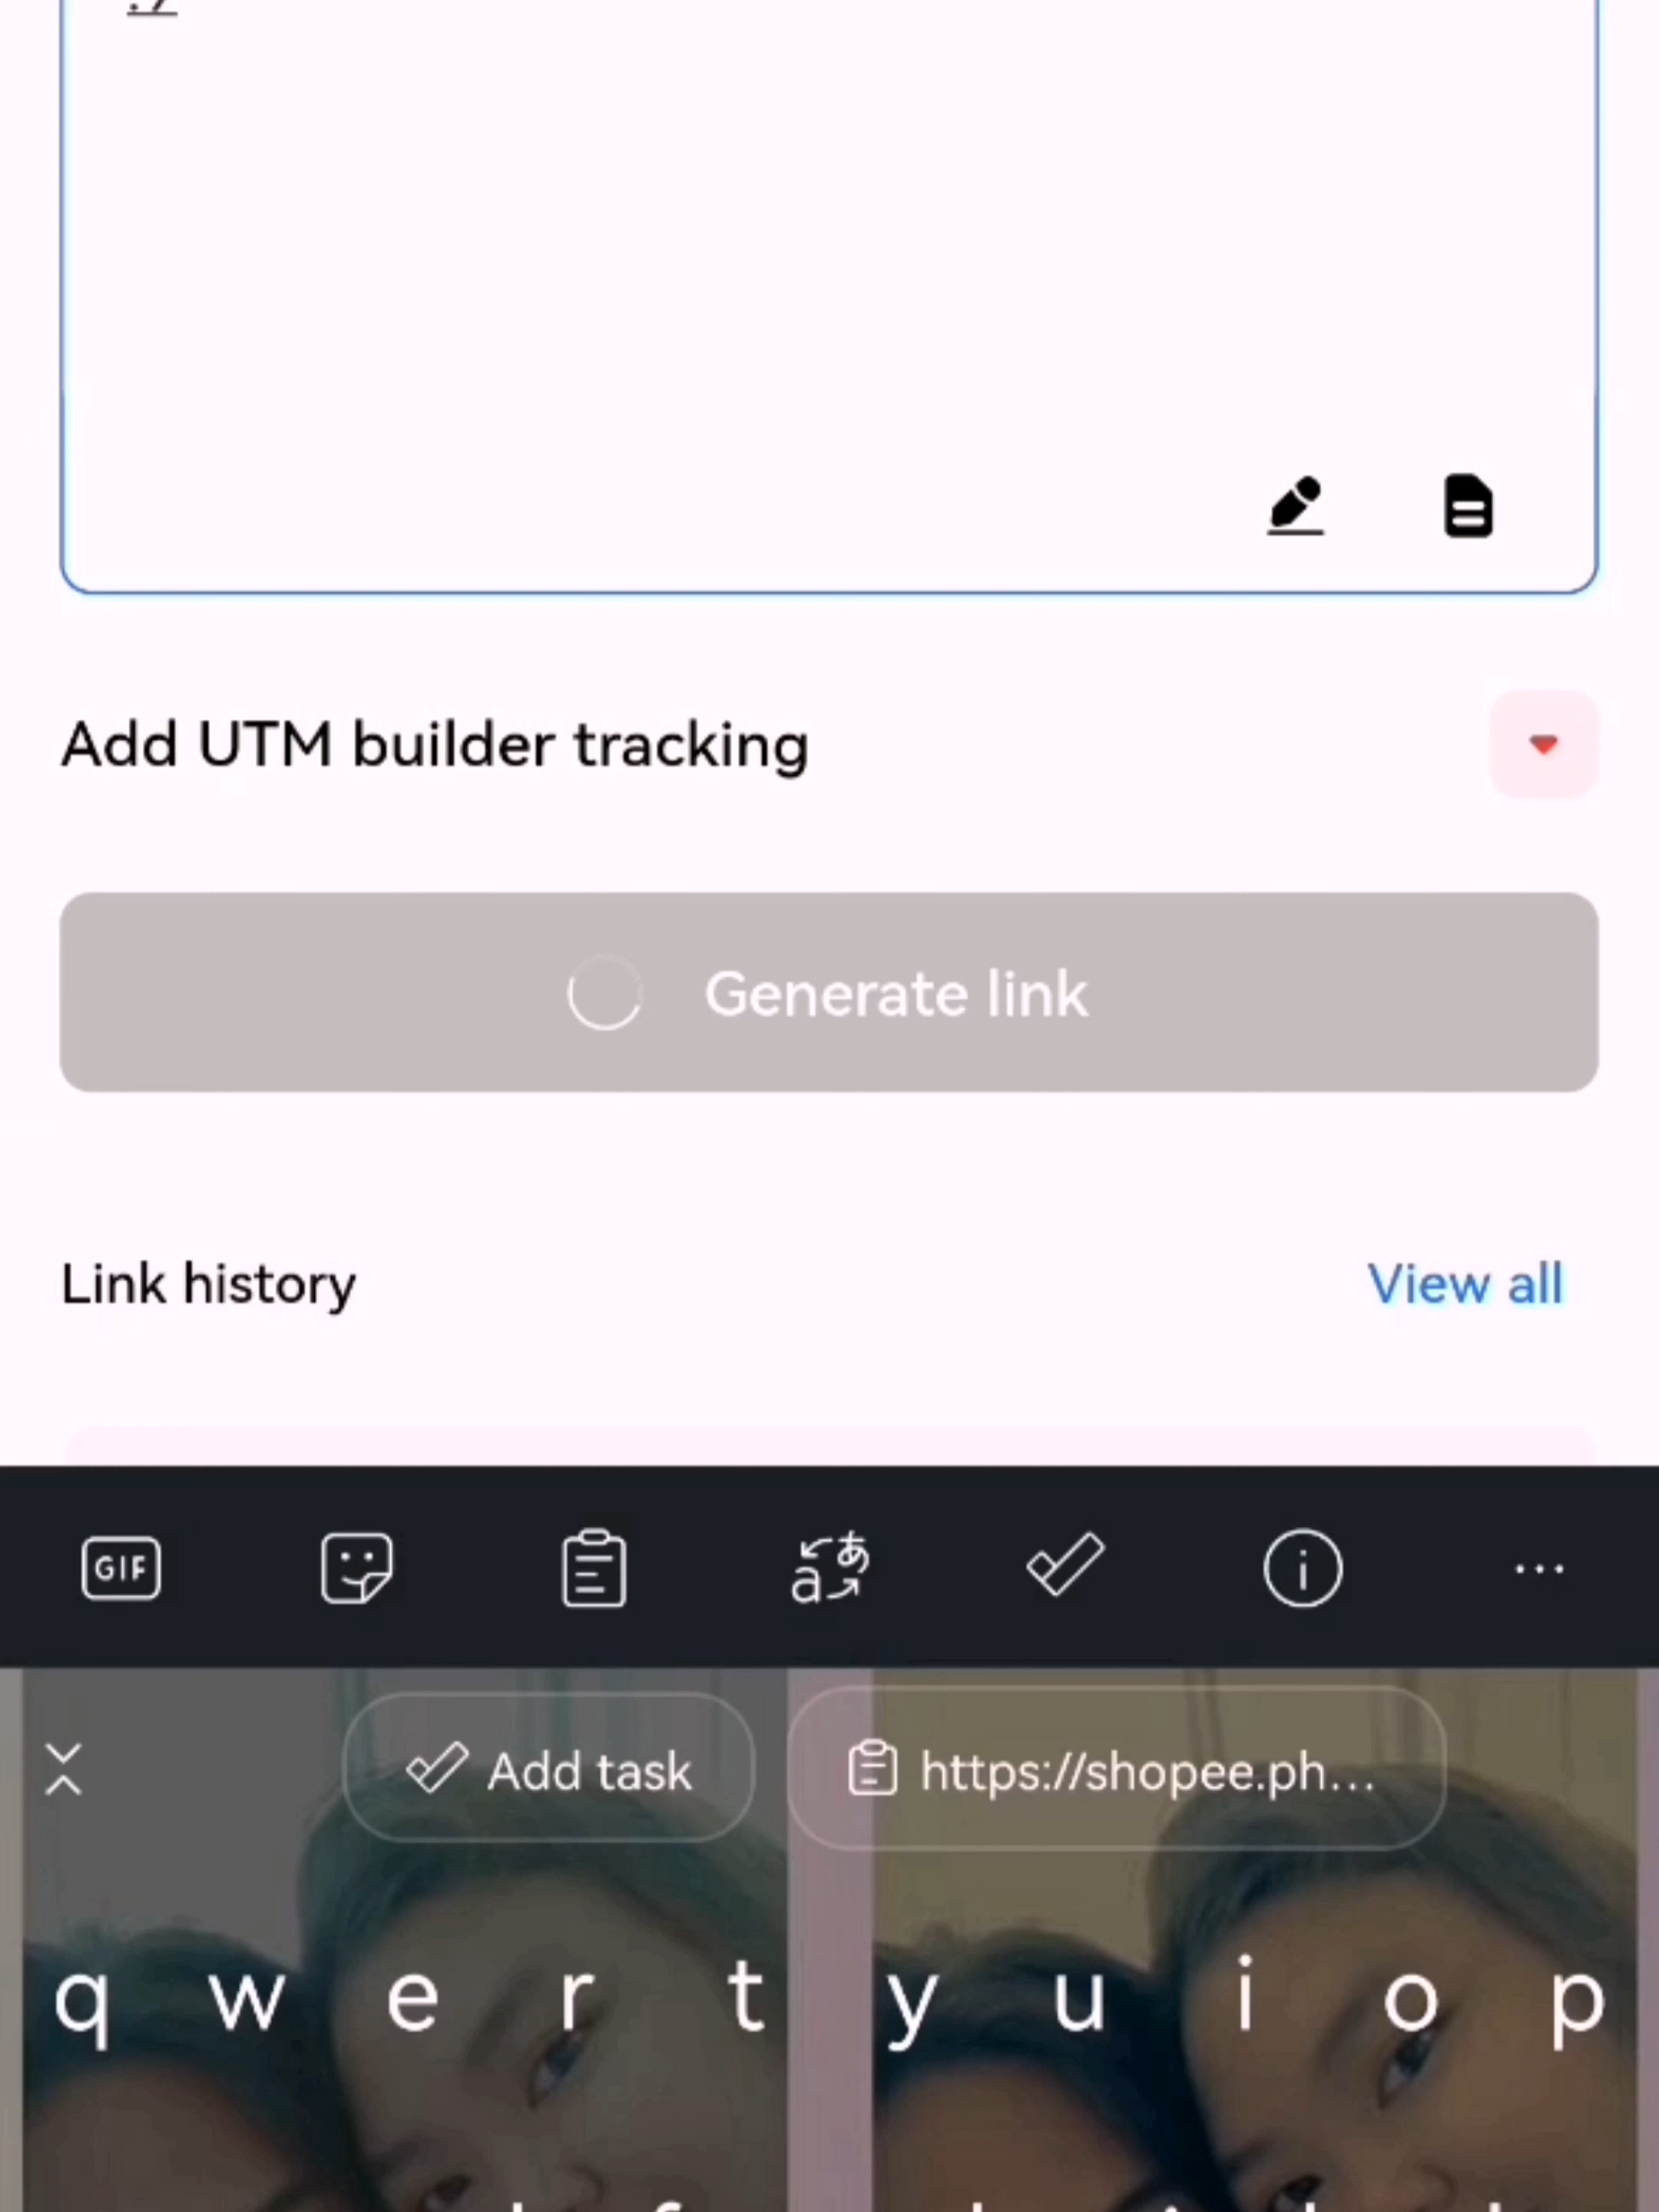 Add UTM builder tracking
Generate link
Link history
View all
GIF
Add task
https://shopee.ph...
q w e r t y u i o p